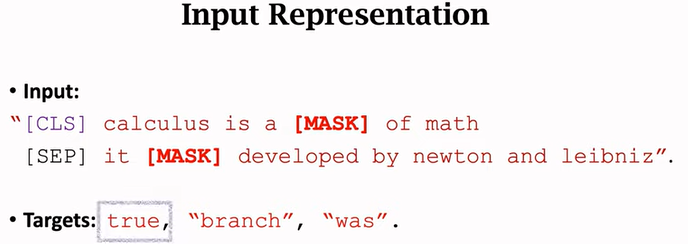 Input Representation
• Input:
“[CLS] calculus is a [MASK] of math
[SEP] it [MASK] developed by newton and leibniz”.
• Targets: true, “branch”, “was”.